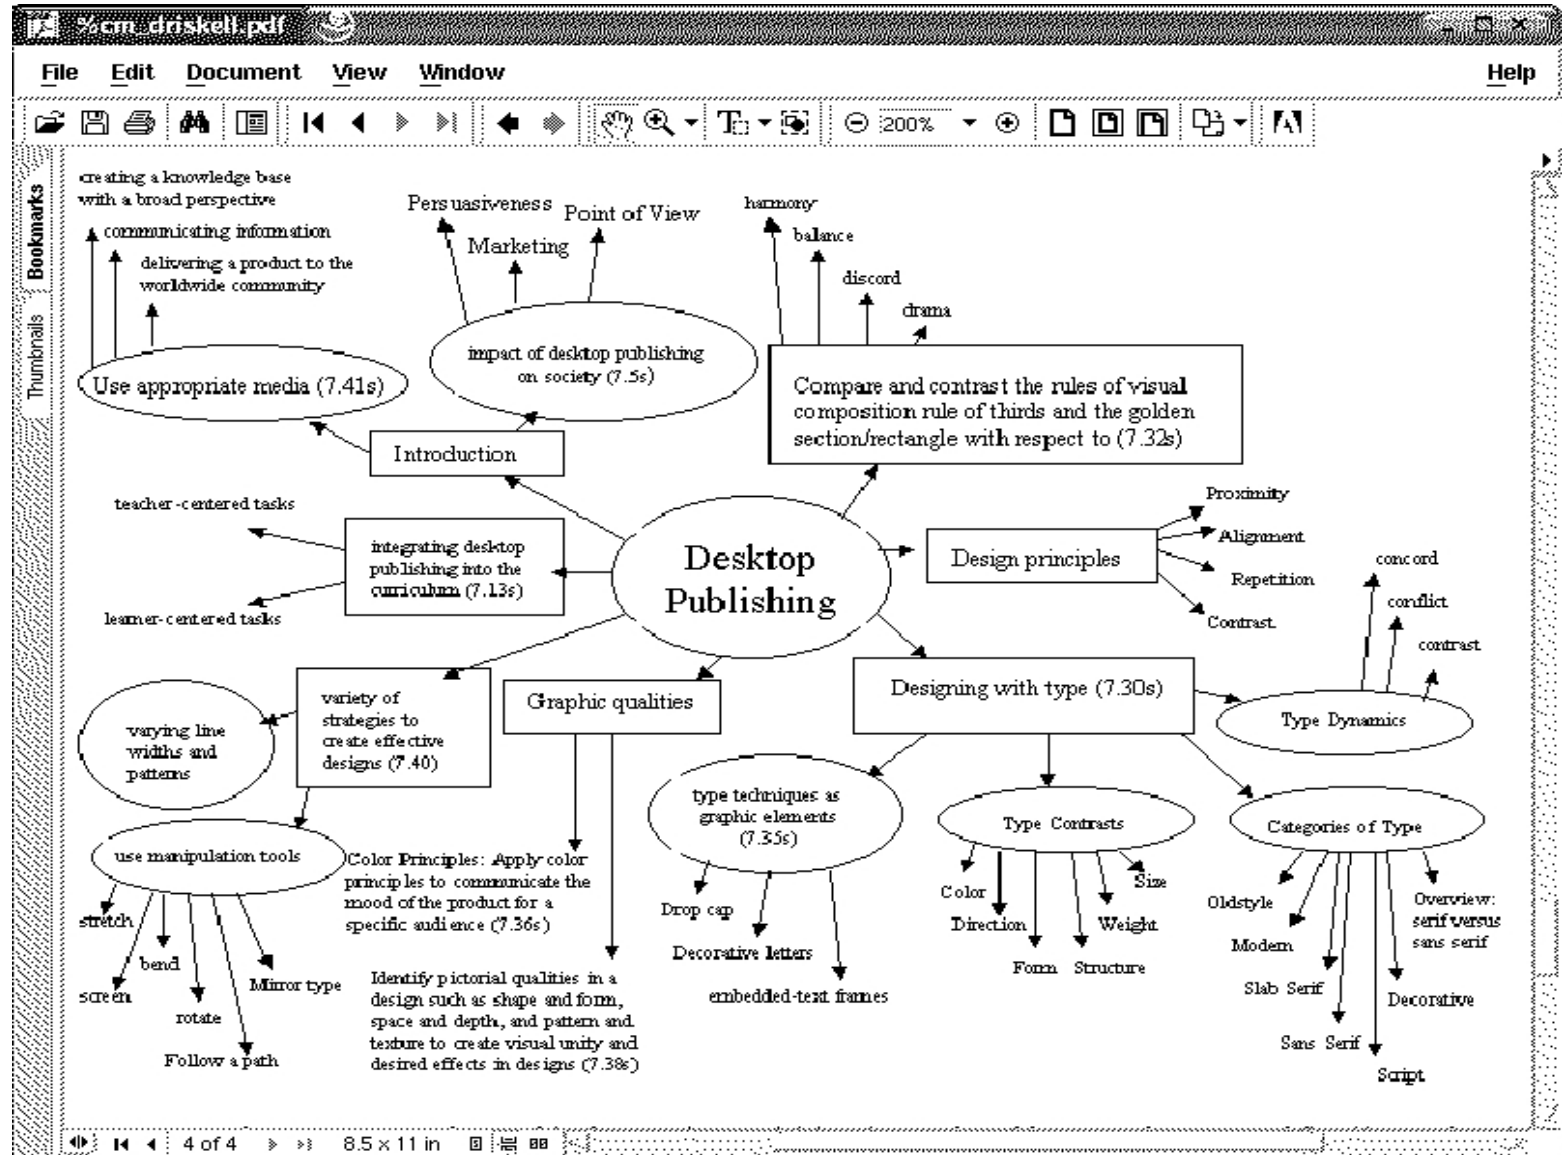 %cm_driskell.pdf
File Edit Document View Window Help
200%
Bookmarks
Thumbnails
creating a knowledge base
with a broad perspective
communicating information
delivering a product to the
worldwide community
Use appropriate media (7.41s)
Persuasiveness
Marketing
Point of View
impact of desktop publishing
on society (7.5s)
Introduction
harmony
balance
discord
drama
Compare and contrast the rules of visual
composition rule of thirds and the golden
section/rectangle with respect to (7.32s)
teacher-centered tasks
learner-centered tasks
integrating desktop
publishing into the
curriculum (7.13s)
Desktop
Publishing
Design principles
Proximity
Alignment
Repetition
Contrast
concord
conflict
contrast
Type Dynamics
Designing with type (7.30s)
Graphic qualities
variety of
strategies to
create effective
designs (7.40)
varying line
widths and
patterns
use manipulation tools
stretch
screen
bend
rotate
Follow a path
Mirror type
Color Principles: Apply color
principles to communicate the
mood of the product for a
specific audience (7.36s)
Identify pictorial qualities in a
design such as shape and form,
space and depth, and pattern and
texture to create visual unity and
desired effects in designs (7.38s)
type techniques as
graphic elements
(7.35s)
Drop cap
Decorative letters
embedded-text frames
Type Contrasts
Color
Direction
Form
Structure
Weight
Size
Categories of Type
Oldstyle
Modern
Slab Serif
Sans Serif
Script
Decorative
Overview:
serif versus
sans serif
4 of 4 8.5 x 11 in